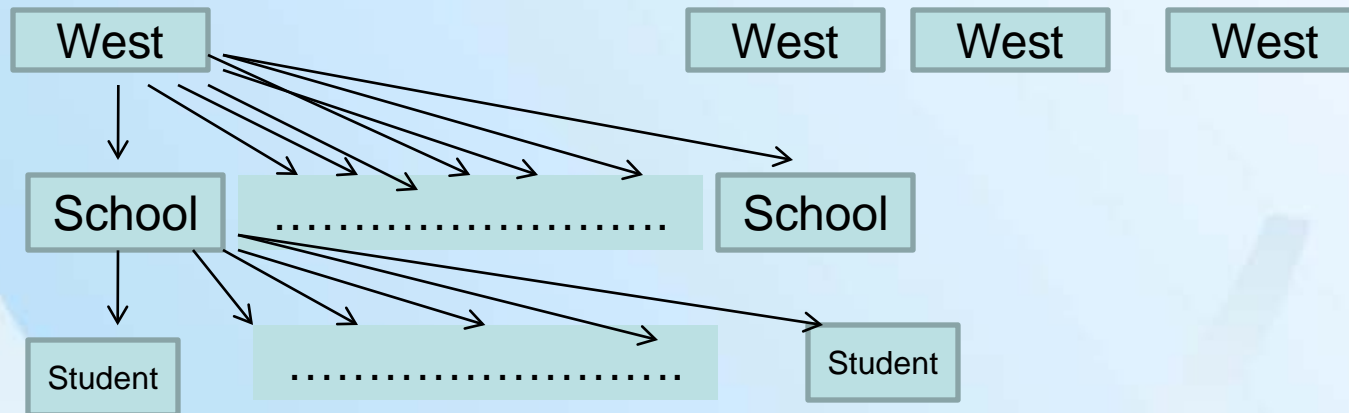 West West West West
School ......................... School
Student ......................... Student